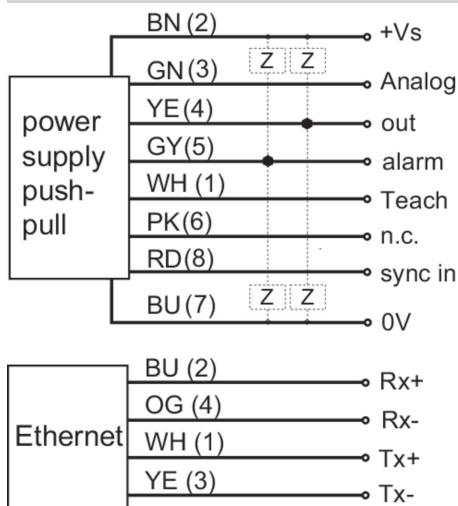 BN (2) +Vs
Z Z
GN (3) Analog
YE (4) out
GY (5) alarm
WH (1) Teach
PK (6) n.c.
RD (8) sync in
Z Z
BU (7) 0V
power
supply
push-
pull
BU (2) Rx+
OG (4) Rx-
WH (1) Tx+
YE (3) Tx-
Ethernet